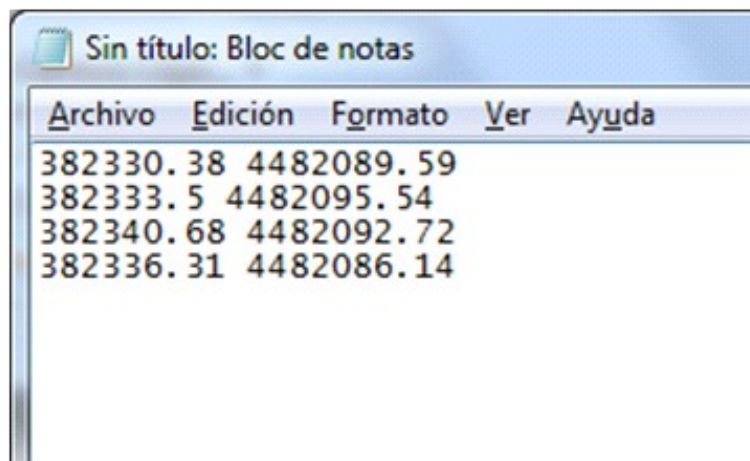 Sin título: Bloc de notas
Archivo Edición Formato Ver Ayuda
382330.38 4482089.59
382333.5 4482095.54
382340.68 4482092.72
382336.31 4482086.14